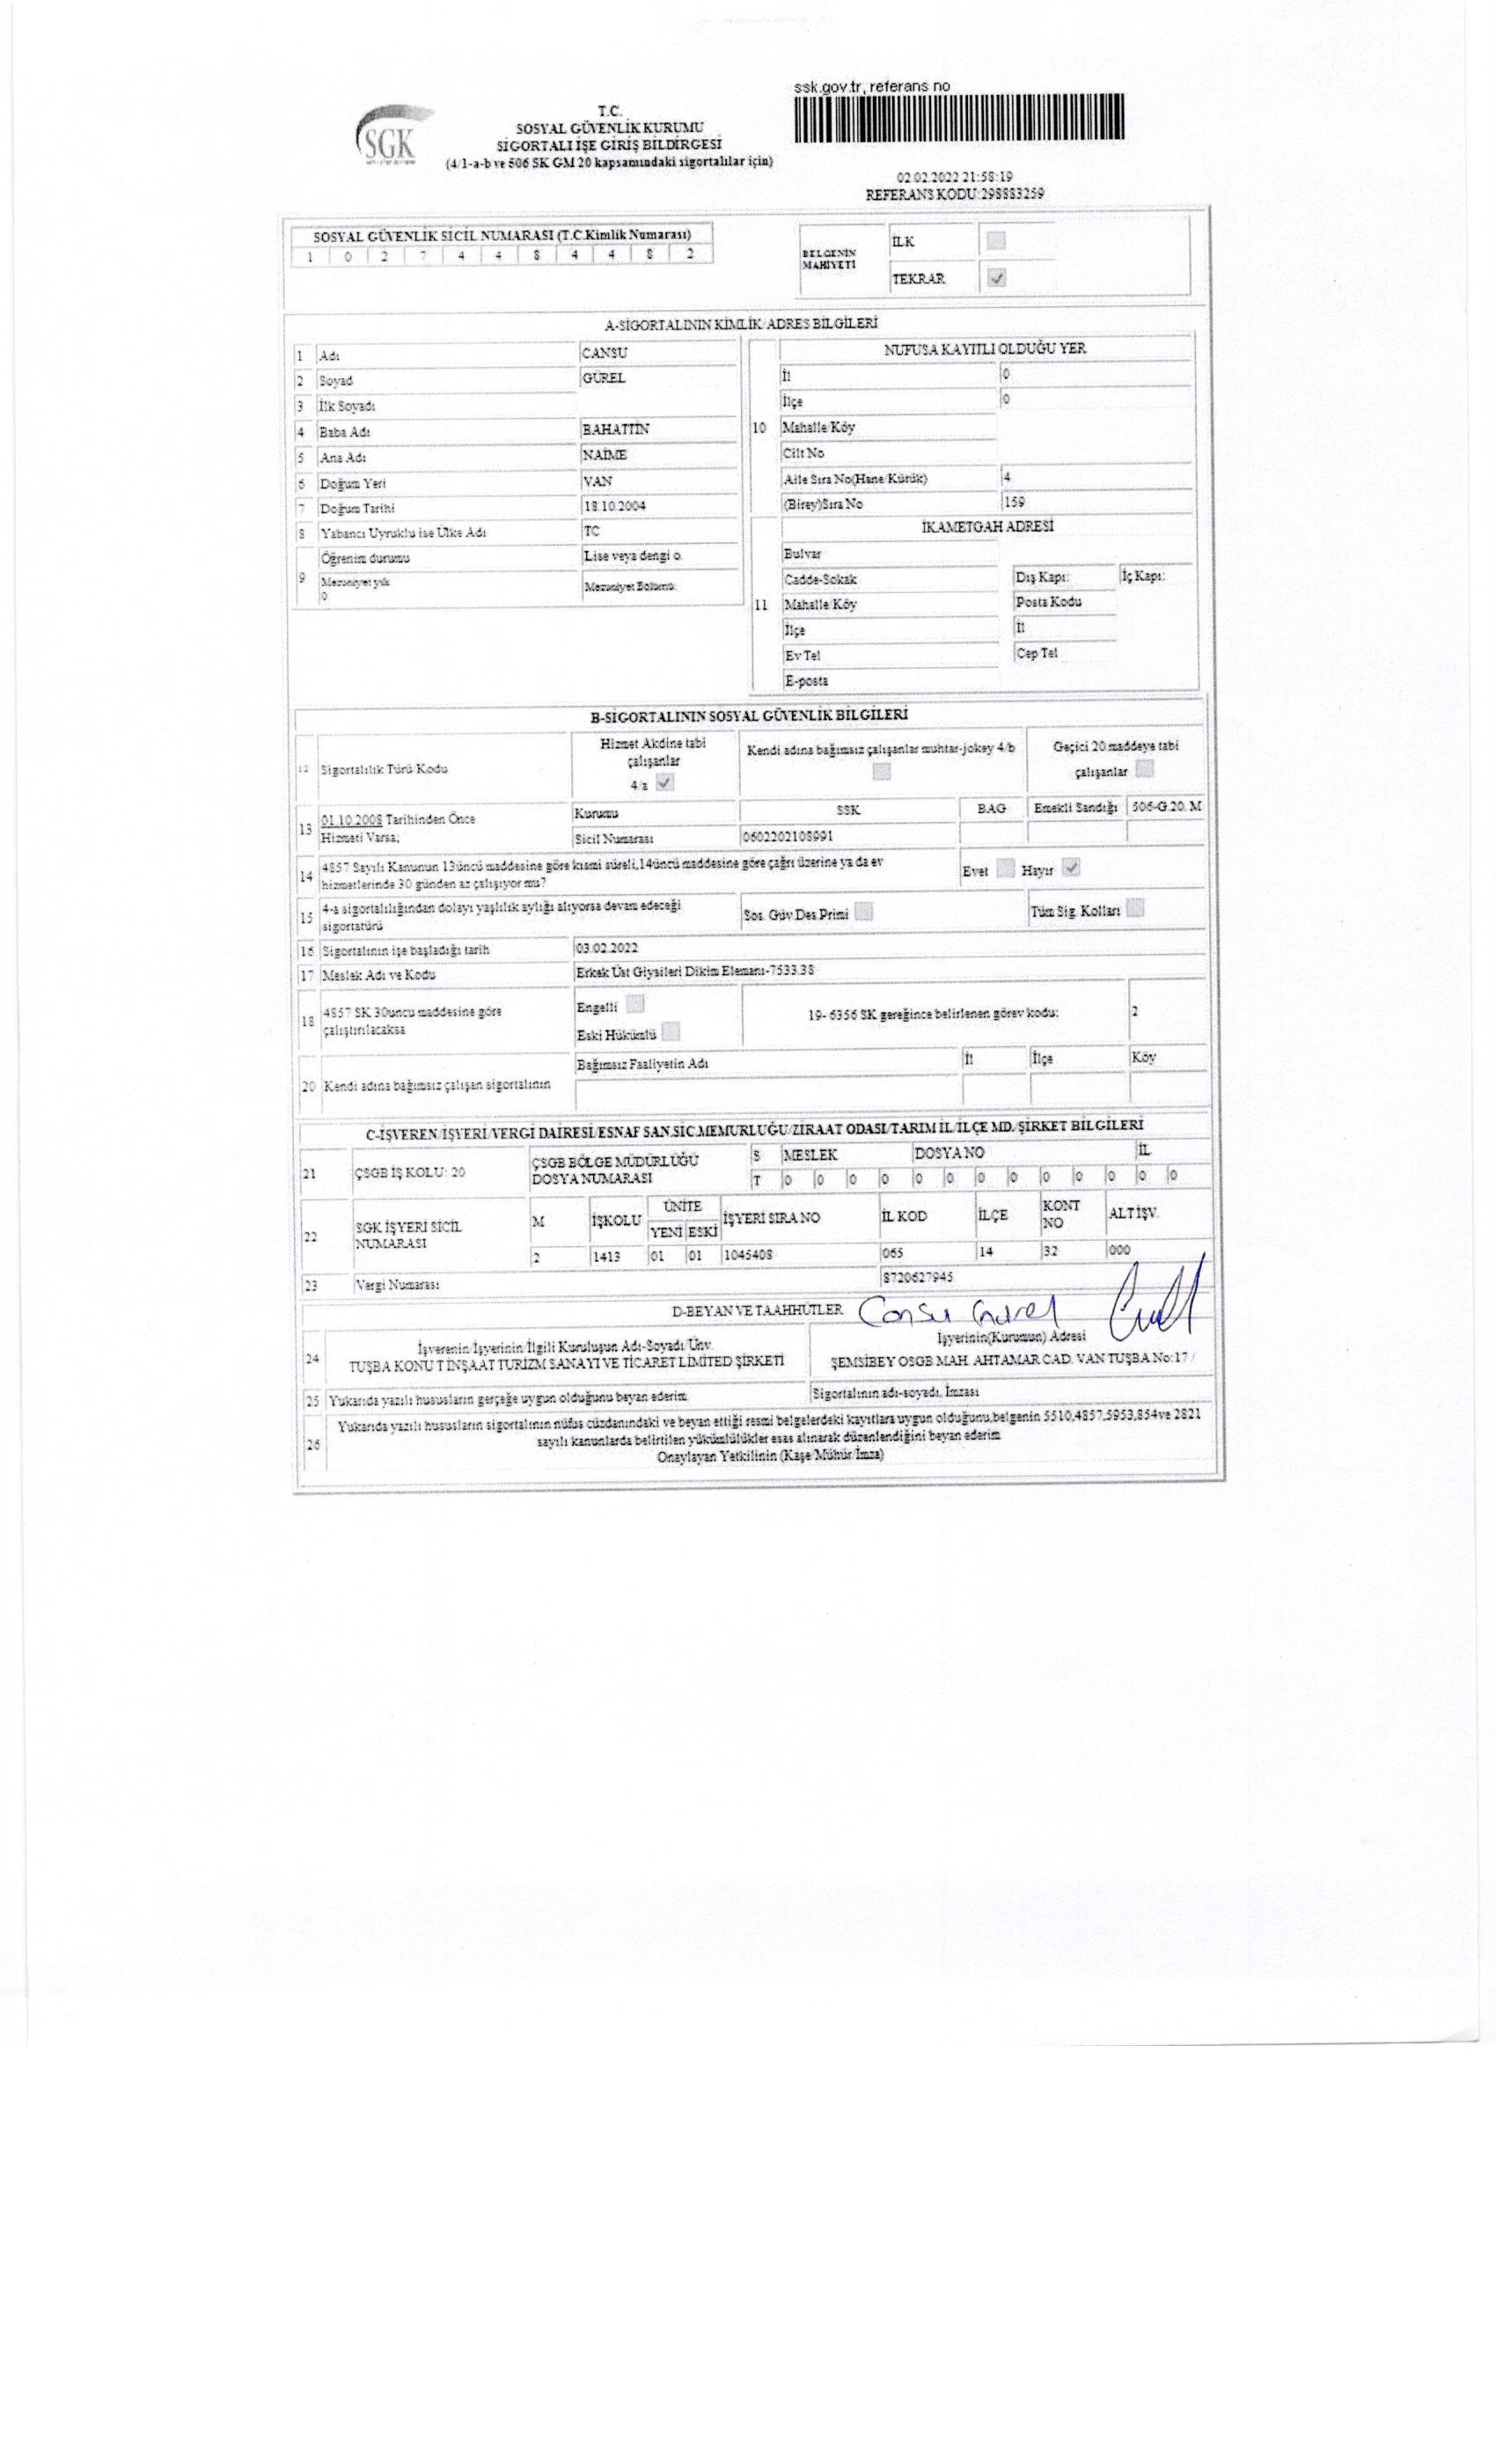 ssk.gov.tr, referans no
SGK
T.C.
SOSYAL GÜVENLİK KURUMU
SİGORTALI İŞE GİRİŞ BİLDİRGESİ
(4/1-a-b ve 506 SK GM 20 kapsamındaki sigortalılar için)
02.02.2022 21:58:19
REFERANS KODU:298883259
SOSYAL GÜVENLİK SİCİL NUMARASI (T.C.Kimlik Numarası)
1 0 2 7 4 4 8 4 4 8 2
BELGENİN MAHİYETİ
İLK
TEKRAR ✓
A-SİGORTALININ KİMLİK/ADRES BİLGİLERİ
1 Adı CANSU
2 Soyad GÜREL
3 İlk Soyadı
4 Baba Adı BAHATTİN
5 Ana Adı NAİME
6 Doğum Yeri VAN
7 Doğum Tarihi 18.10.2004
8 Yabancı Uyruklu ise Ülke Adı TC
9 Öğrenim durumu Lise veya dengi o.
Mezuniyet yılı Mezuniyet Bölümü:
0
NUFUSA KAYITLI OLDUĞU YER
10
İl 0
İlçe 0
Mahalle/Köy
Cilt No
Aile Sıra No(Hane/Kütük) 4
(Birey)Sıra No 159
İKAMETGAH ADRESİ
11
Bulvar
Cadde-Sokak Dış Kapı: İç Kapı:
Mahalle/Köy Posta Kodu
İlçe İl
Ev Tel Cep Tel
E-posta
B-SİGORTALININ SOSYAL GÜVENLİK BİLGİLERİ
12 Sigortalılık Türü Kodu
Hizmet Akdine tabi çalışanlar 4/a ✓
Kendi adına bağımsız çalışanlar muhtar-jokey 4/b
Geçici 20.maddeye tabi çalışanlar
13 01.10.2008 Tarihinden Önce Hizmeti Varsa;
Kurumu SSK BAG Emekli Sandığı 506-G.20. M
Sicil Numarası 0602202108991
14 4857 Sayılı Kanunun 13üncü maddesine göre kısmi süreli,14üncü maddesine göre çağrı üzerine ya da ev
hizmetlerinde 30 günden az çalışıyor mu? Evet Hayır ✓
15 4-a sigortalılığından dolayı yaşlılık aylığı alıyorsa devam edeceği
sigortatürü Sos. Güv.Des.Primi Tüm Sig. Kolları
16 Sigortalının işe başladığı tarih 03.02.2022
17 Meslek Adı ve Kodu Erkek Üst Giysileri Dikim Elemanı-7533.38
18 4857 SK 30uncu maddesine göre
çalıştırılacaksa Engelli
Eski Hükümlü
19- 6356 SK gereğince belirlenen görev kodu: 2
20 Kendi adına bağımsız çalışan sigortalının
Bağımsız Faaliyetin Adı İl İlçe Köy
C-İŞVEREN/İŞYERİ/VERGİ DAİRESİ/ESNAF SAN.SİC.MEMURLUĞU/ZİRAAT ODASI/TARIM İL/İLÇE MD./ŞİRKET BİLGİLERİ
21 ÇSGB İŞ KOLU: 20
ÇSGB BÖLGE MÜDÜRLÜĞÜ
DOSYA NUMARASI
S MESLEK DOSYA NO İL
T 0 0 0 0 0 0 0 0 0 0 0 0 0
22 SGK İŞYERİ SİCİL
NUMARASI
M İŞKOLU ÜNİTE YENİ ESKİ İŞYERİ SIRA NO İL KOD İLÇE KONT NO ALT İŞV.
2 1413 01 01 1045408 065 14 32 000
23 Vergi Numarası 8720627945
D-BEYAN VE TAAHHÜTLER
Cansu Gürel
24 İşverenin/İşyerinin/İlgili Kuruluşun Adı-Soyadı/Ünv.
TUŞBA KONU T İNŞAAT TURİZM SANAYİ VE TİCARET LİMİTED ŞİRKETİ
İşyerinin(Kurumun) Adresi
ŞEMSİBEY OSGB MAH. AHTAMAR CAD. VAN TUŞBA No:17 /
25 Yukarıda yazılı hususların gerçeğe uygun olduğunu beyan ederim.
Sigortalının adı-soyadı, İmzası
26 Yukarıda yazılı hususların sigortalının nüfus cüzdanındaki ve beyan ettiği resmi belgelerdeki kayıtlara uygun olduğunu,belgenin 5510,4857,5953,854ve 2821
sayılı kanunlarda belirtilen yükümlülükler esas alınarak düzenlendiğini beyan ederim
Onaylayan Yetkilinin (Kaşe/Mühür/İmza)